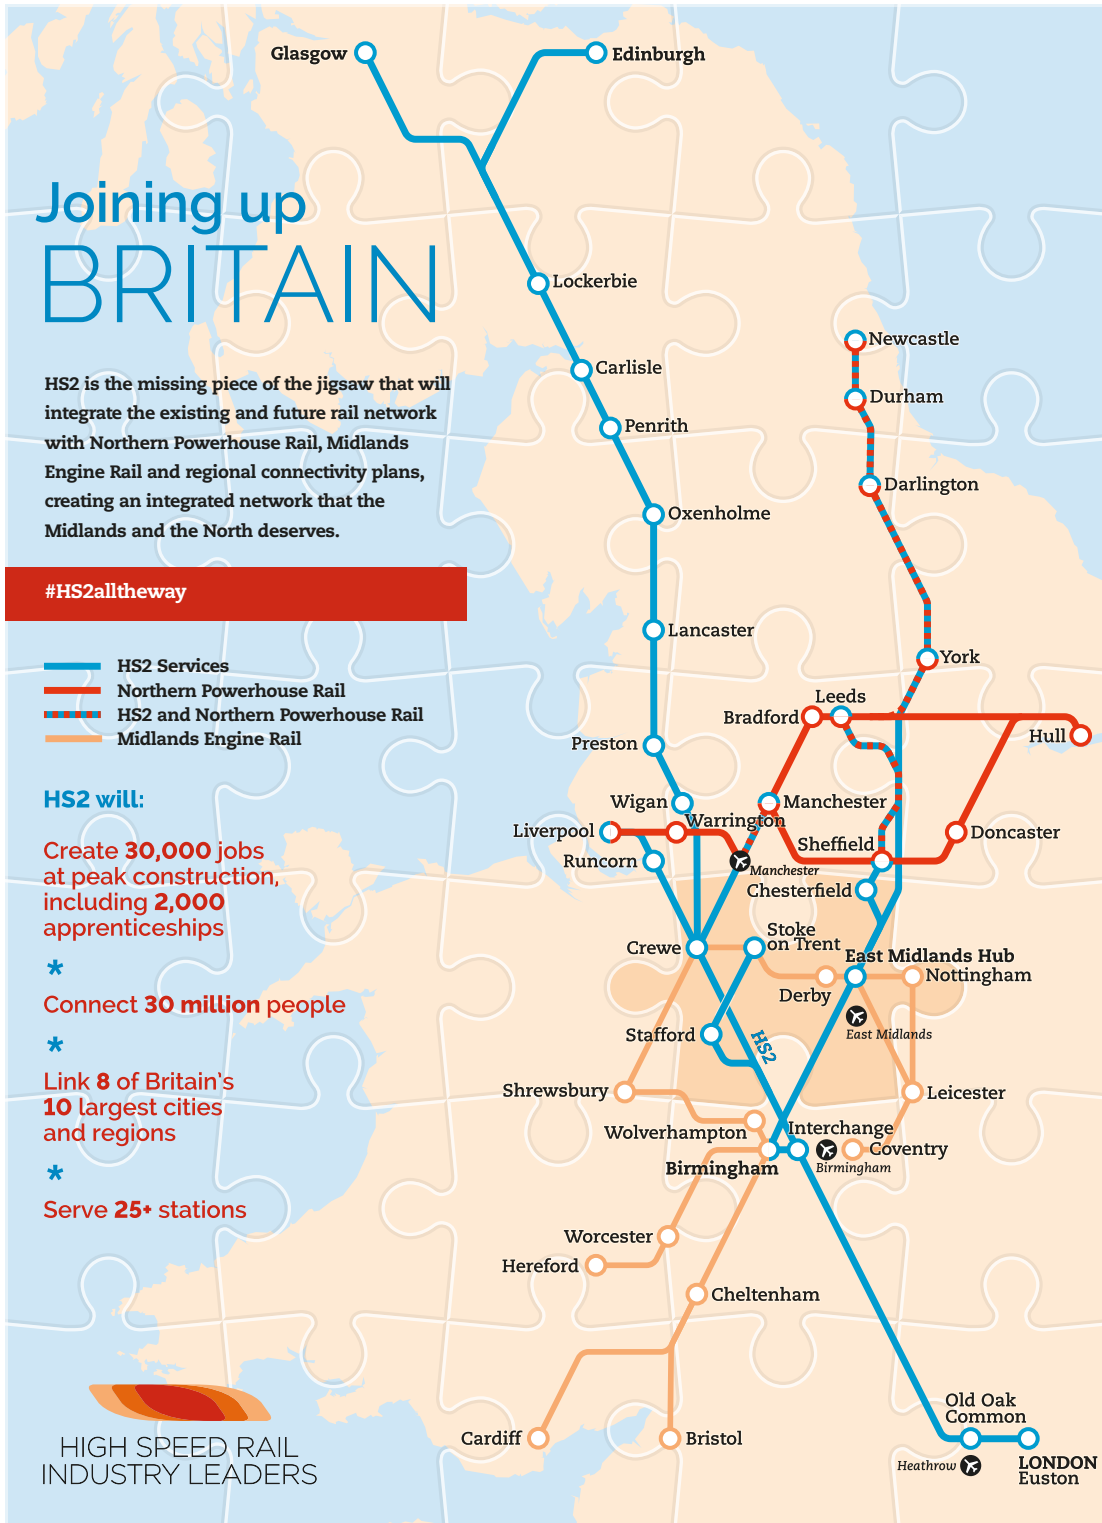 Glasgow
Edinburgh
Joining up
BRITAIN
Lockerbie
Newcastle
Carlisle
HS2 is the missing piece of the jigsaw that will
integrate the existing and future rail network
with Northern Powerhouse Rail, Midlands
Engine Rail and regional connectivity plans,
creating an integrated network that the
Midlands and the North deserves.
Durham
Penrith
Darlington
Oxenholme
#HS2alltheway
Lancaster
York
HS2 Services
Northern Powerhouse Rail
HS2 and Northern Powerhouse Rail
Midlands Engine Rail
Leeds
Bradford
Hull
Preston
HS2 will:
Wigan
Manchester
Warrington
Liverpool
Doncaster
Sheffield
Runcorn
Manchester
Chesterfield
Create 30,000 jobs
at peak construction,
including 2,000
apprenticeships
*
Connect 30 million people
*
Link 8 of Britain's
10 largest cities
and regions
*
Serve 25+ stations
Stoke
on Trent
Crewe
East Midlands Hub
Nottingham
Derby
East Midlands
Stafford
HS2
Shrewsbury
Leicester
Wolverhampton
Interchange
Coventry
Birmingham
Birmingham
Worcester
Hereford
Cheltenham
Old Oak
Common
Cardiff
Bristol
Heathrow
LONDON
Euston
HIGH SPEED RAIL
INDUSTRY LEADERS